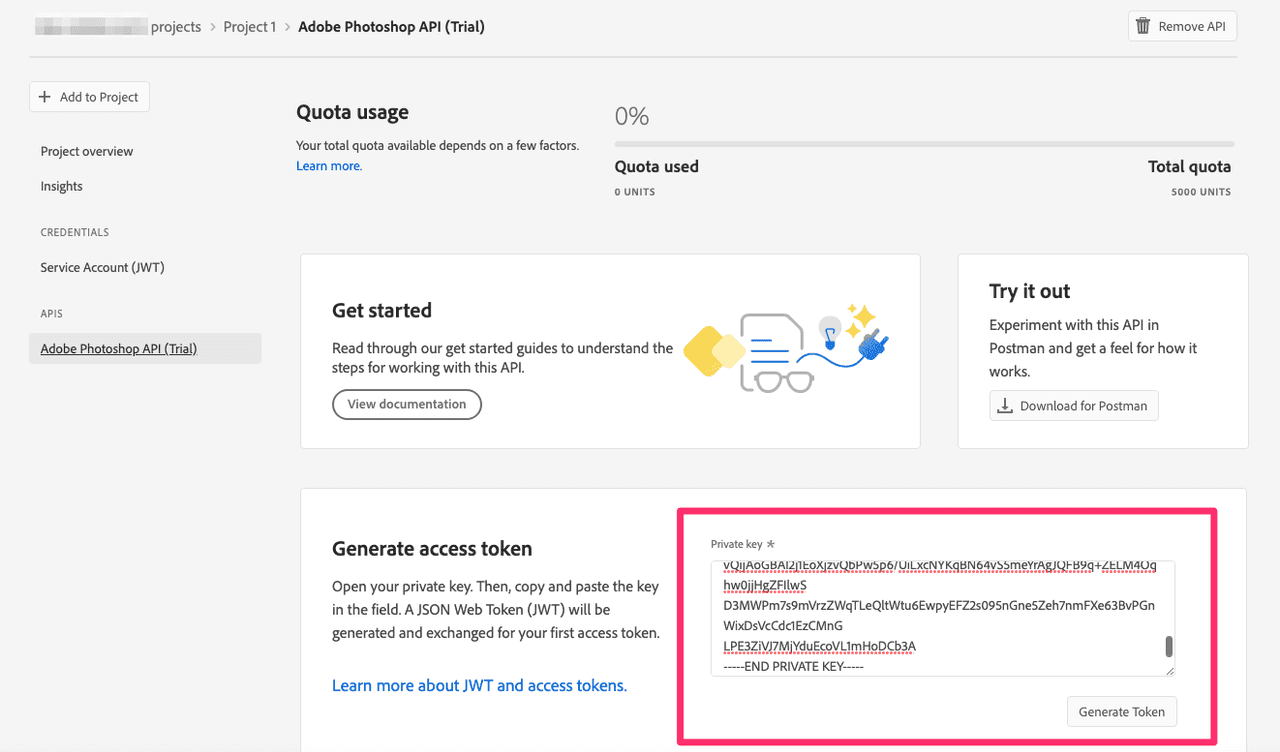 projects > Project 1 > Adobe Photoshop API (Trial)
Remove API
+ Add to Project
Project overview
Insights
CREDENTIALS
Service Account (JWT)
APIS
Adobe Photoshop API (Trial)
Quota usage
Your total quota available depends on a few factors.
Learn more.
0%
Quota used
Total quota
0 UNITS
5000 UNITS
Get started
Read through our get started guides to understand the
steps for working with this API.
View documentation
Try it out
Experiment with this API in
Postman and get a feel for how it
works.
Download for Postman
Generate access token
Open your private key. Then, copy and paste the key
in the field. A JSON Web Token (JWT) will be
generated and exchanged for your first access token.
Learn more about JWT and access tokens.
Private key *
-----END PRIVATE KEY-----
Generate Token